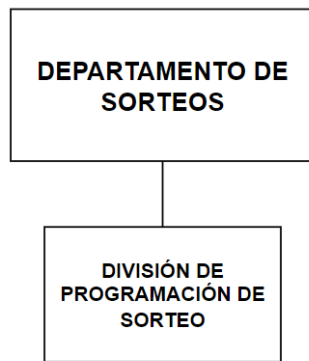 DEPARTAMENTO DE
SORTEOS
DIVISIÓN DE
PROGRAMACIÓN DE
SORTEO